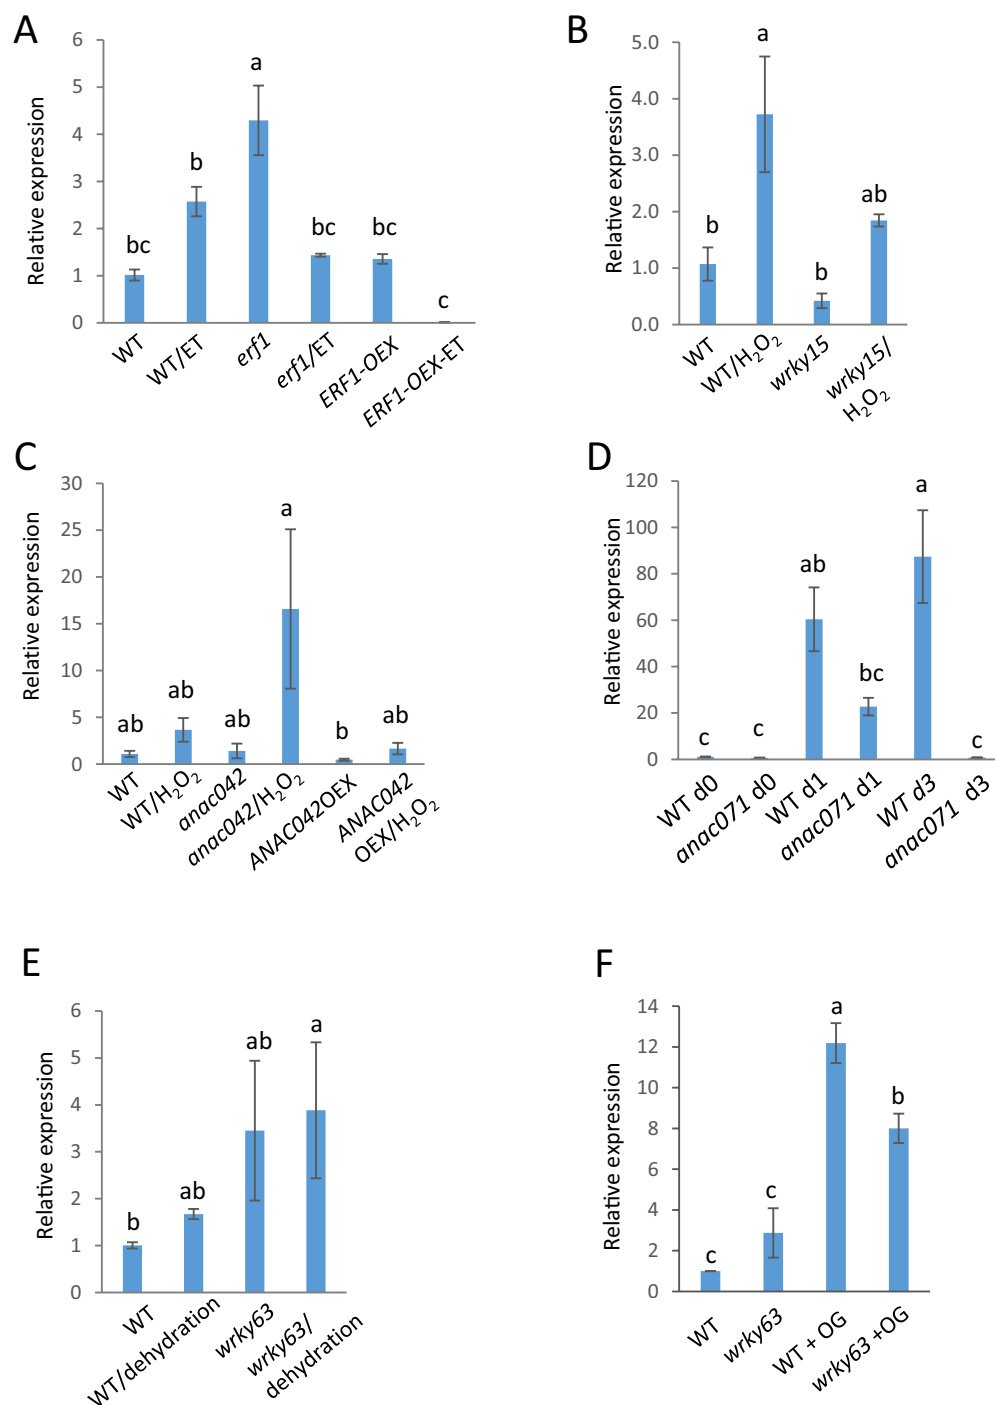 A
Relative expression
6
5
4
3
2
1
0
bc
b
a
bc
bc
c
WT
WT/ET
erf1
erf1/ET
ERF1-OEX
ERF1-OEX-ET
B
Relative expression
5.0
4.0
3.0
2.0
1.0
0.0
b
a
b
ab
WT
WT/H₂O₂
wrky15
wrky15/
H₂O₂
C
Relative expression
30
25
20
15
10
5
0
ab
ab
ab
a
b
ab
WT
WT/H₂O₂
anac042
anac042/H₂O₂
ANAC042OEX
ANAC042
OEX/H₂O₂
D
Relative expression
120
100
80
60
40
20
0
c
c
ab
bc
a
c
WT d0
anac071 d0
WT d1
anac071 d1
WT d3
anac071 d3
E
Relative expression
6
5
4
3
2
1
0
b
ab
ab
a
WT
WT/dehydration
wrky63
wrky63/
dehydration
F
Relative expression
14
12
10
8
6
4
2
0
c
c
a
b
WT
wrky63
WT + OG
wrky63 +OG